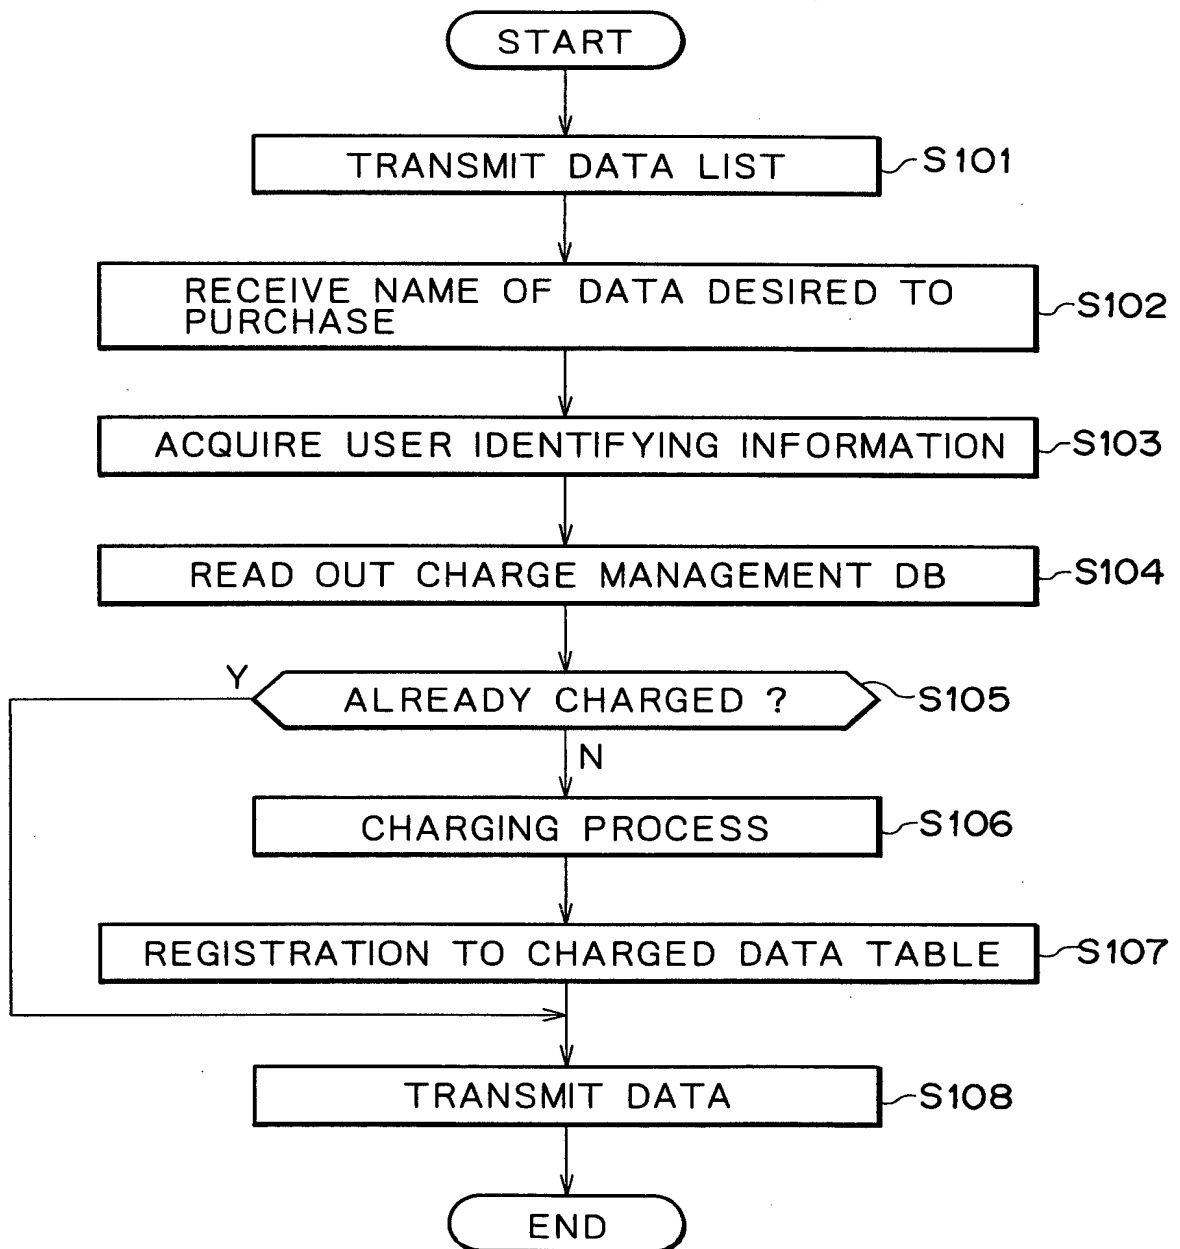 START
TRANSMIT DATA LIST
S101
RECEIVE NAME OF DATA DESIRED TO
PURCHASE
S102
ACQUIRE USER IDENTIFYING INFORMATION
S103
READ OUT CHARGE MANAGEMENT DB
S104
Y
ALREADY CHARGED ?
S105
N
CHARGING PROCESS
S106
REGISTRATION TO CHARGED DATA TABLE
S107
TRANSMIT DATA
S108
END